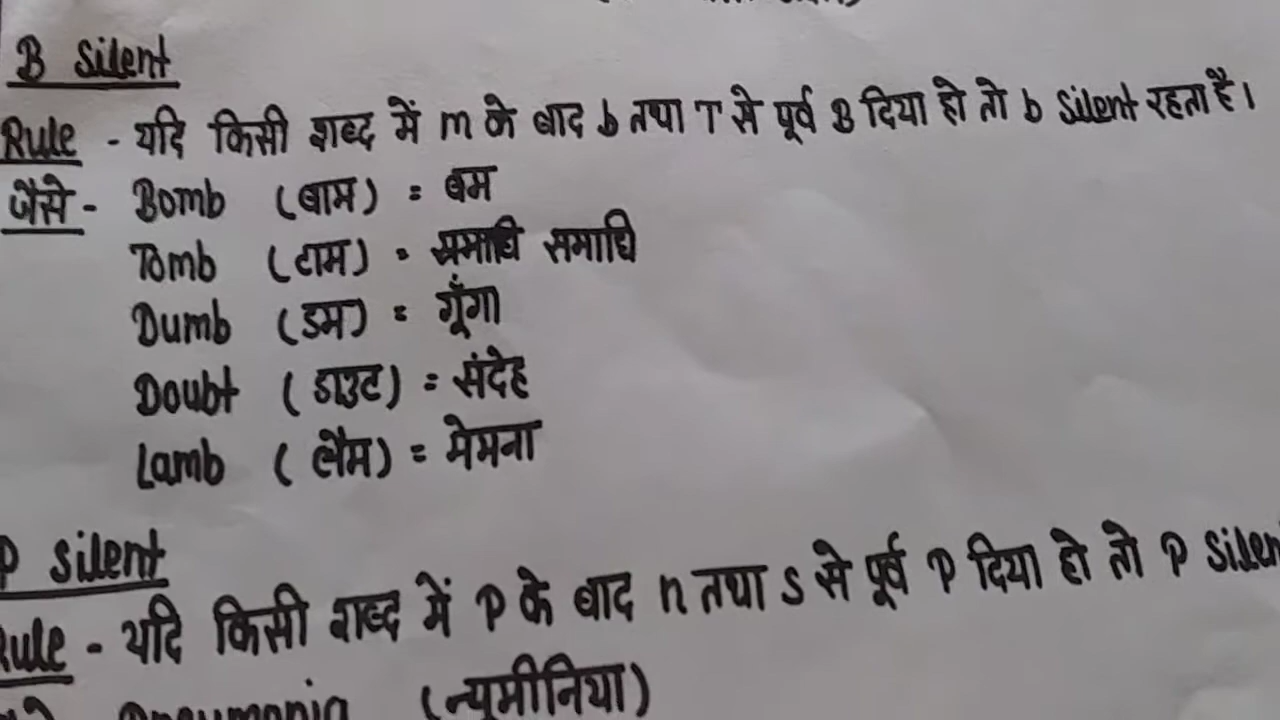 B Silent
Rule - यदि किसी शब्द में m के बाद b तथा T से पूर्व B दिया हो तो b Silent रहता है।
जैसे - Bomb (बाम) = बम
Tomb (टाम) = समाधि समाधि
Dumb (डम) = गूँगा
Doubt (डाउट) = संदेह
Lamb (लैम) = मेमना
P Silent
Rule - यदि किसी शब्द में P के बाद n तथा S से पूर्व P दिया हो तो P Silen
Pneumonia (न्यूमीनिया)